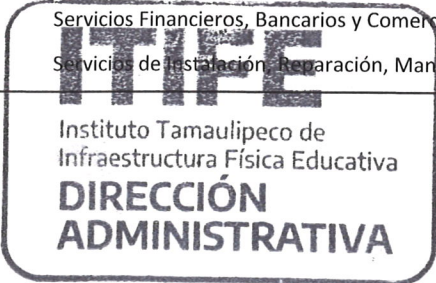 Servicios Financieros, Bancarios y Comer
Servicios de Instalación, Reparación, Man
ITIFE
Instituto Tamaulipeco de
Infraestructura Física Educativa
DIRECCIÓN
ADMINISTRATIVA